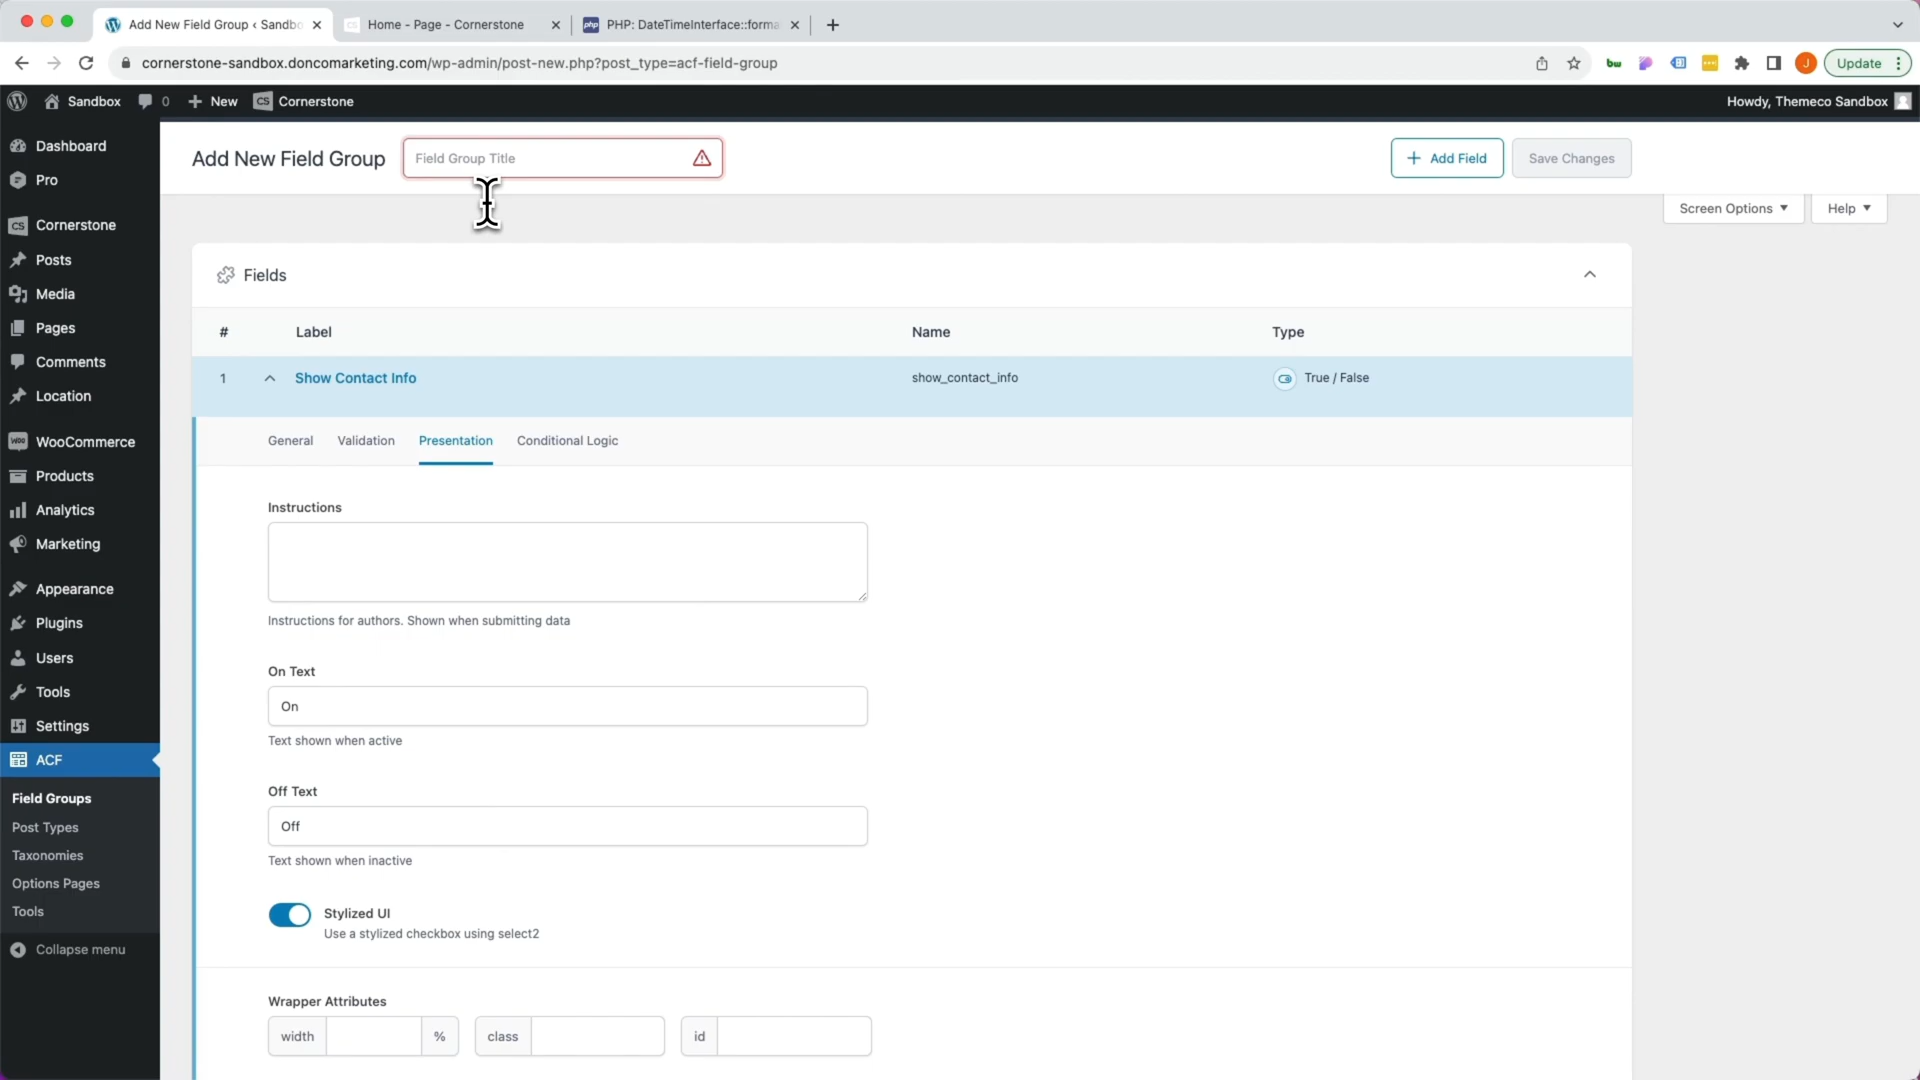 Add New Field Group ‹ Sandbo
Home - Page - Cornerstone
php
PHP: DateTimeInterface::forma
cornerstone-sandbox.doncomarketing.com/wp-admin/post-new.php?post_type=acf-field-group
bw
J
Update
Sandbox
0
New
CS
Cornerstone
Howdy, Themeco Sandbox
Dashboard
Pro
CS
Cornerstone
Posts
Media
Pages
Comments
Location
Woo
WooCommerce
Products
Analytics
Marketing
Appearance
Plugins
Users
Tools
Settings
ACF
Field Groups
Post Types
Taxonomies
Options Pages
Tools
Collapse menu
Add New Field Group
Field Group Title
Add Field
Save Changes
Screen Options
Help
Fields
#
Label
Name
Type
1
Show Contact Info
show_contact_info
True / False
General
Validation
Presentation
Conditional Logic
Instructions
Instructions for authors. Shown when submitting data
On Text
On
Text shown when active
Off Text
Off
Text shown when inactive
Stylized UI
Use a stylized checkbox using select2
Wrapper Attributes
width
%
class
id